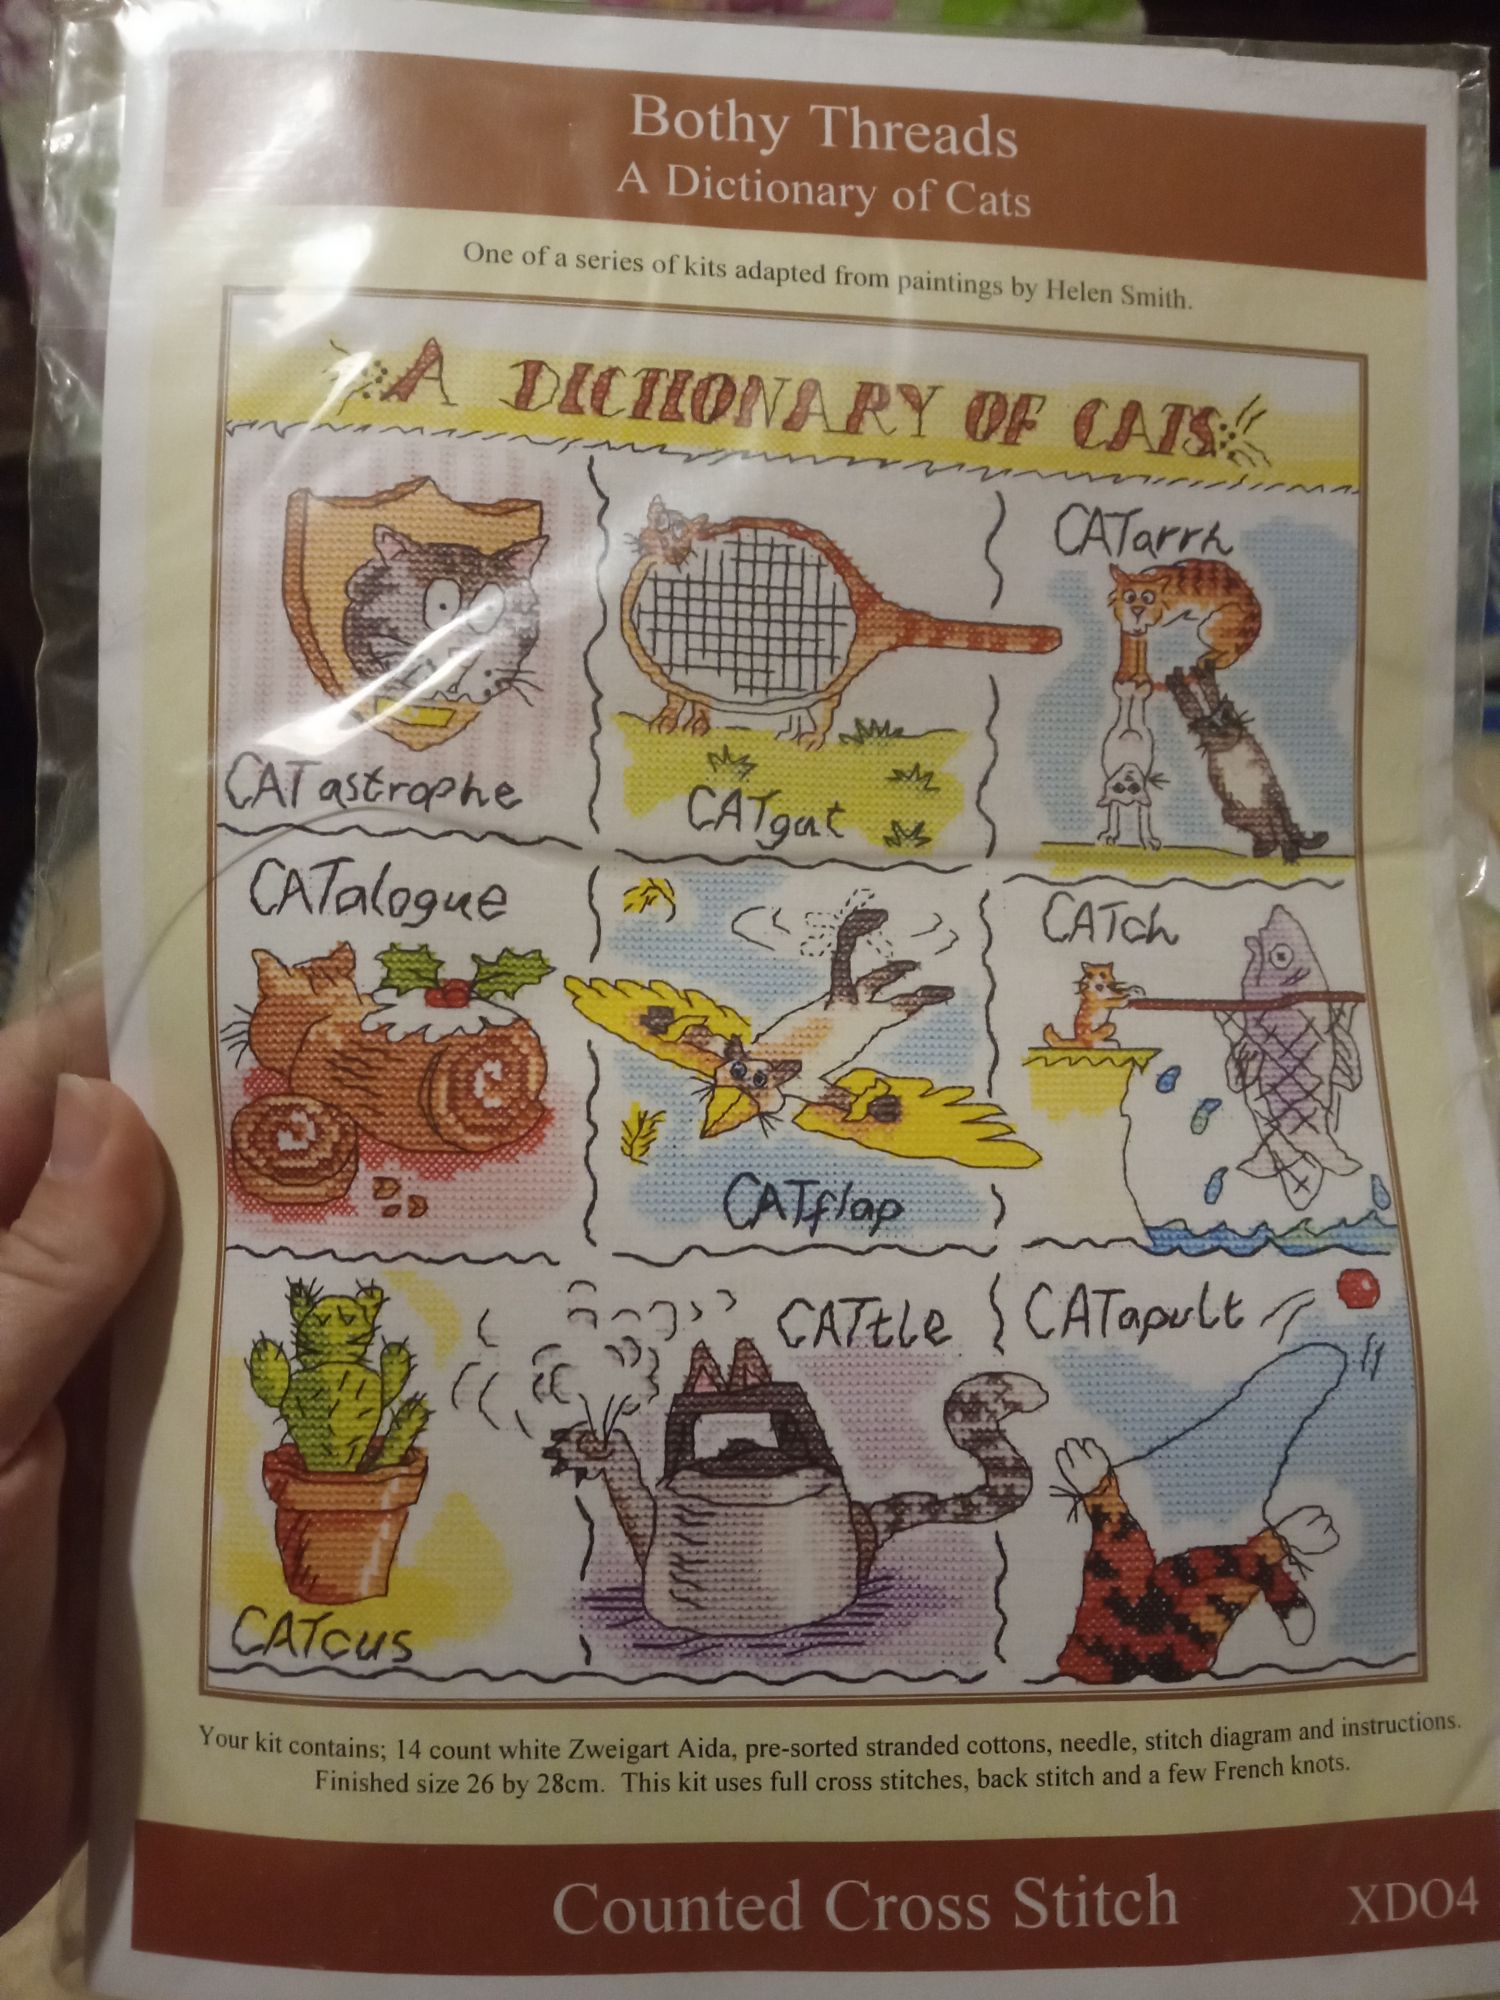 Bothy Threads
A Dictionary of Cats
One of a series of kits adapted from paintings by Helen Smith.
A DICTIONARY OF CATS
CATastrophe
CATgut
CATarrh
CATalogue
CATflap
CATch
CATcus
CATtle
CATapult
Your kit contains; 14 count white Zweigart Aida, pre-sorted stranded cottons, needle, stitch diagram and instructions.
Finished size 26 by 28cm. This kit uses full cross stitches, back stitch and a few French knots.
Counted Cross Stitch
XDO4